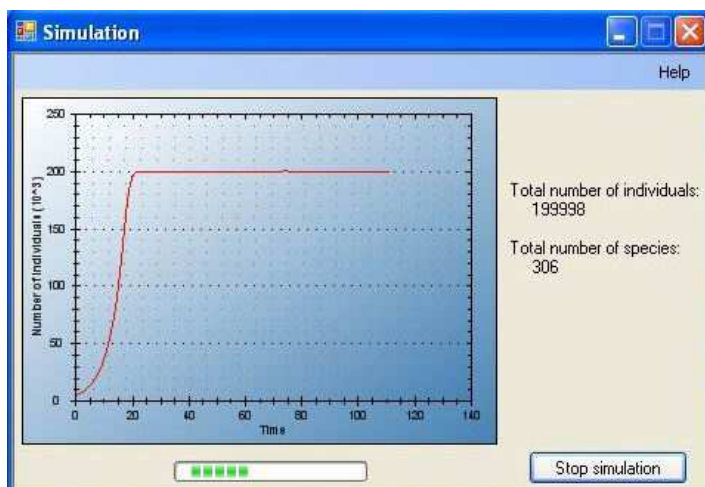 Simulation
Help
250
200
150
100
50
0
Number of Individuals (10^3)
0 20 40 60 80 100 120 140
Time
Total number of individuals:
199998
Total number of species:
306
Stop simulation